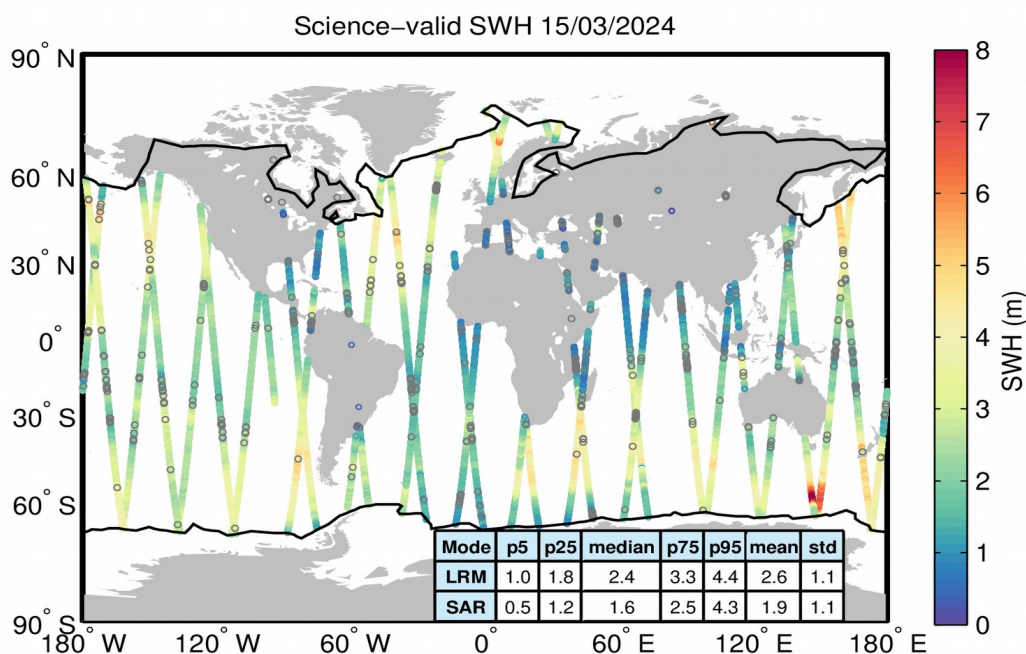 Science−valid SWH 15/03/2024
90° N
60° N
30° N
0°
30° S
60° S
90° S
180° W
120° W
60° W
0°
60° E
120° E
180° E
8
7
6
5
4
3
2
1
0
SWH (m)
Mode p5 p25 median p75 p95 mean std
LRM 1.0 1.8 2.4 3.3 4.4 2.6 1.1
SAR 0.5 1.2 1.6 2.5 4.3 1.9 1.1